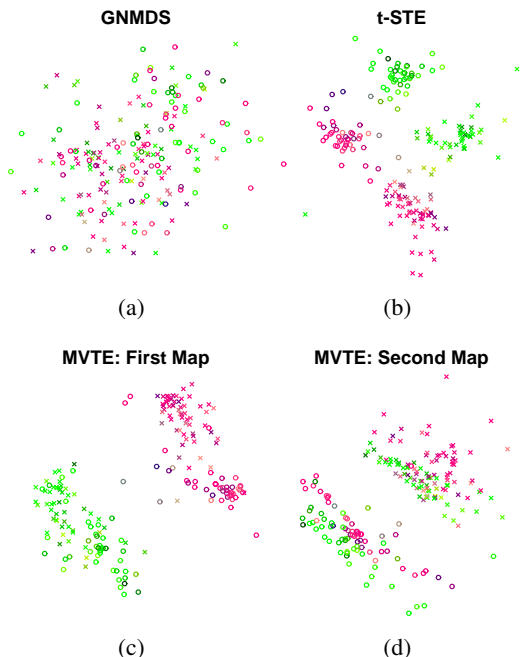 GNMDS
t-STE
(a)
(b)
MVTE: First Map
MVTE: Second Map
(c)
(d)